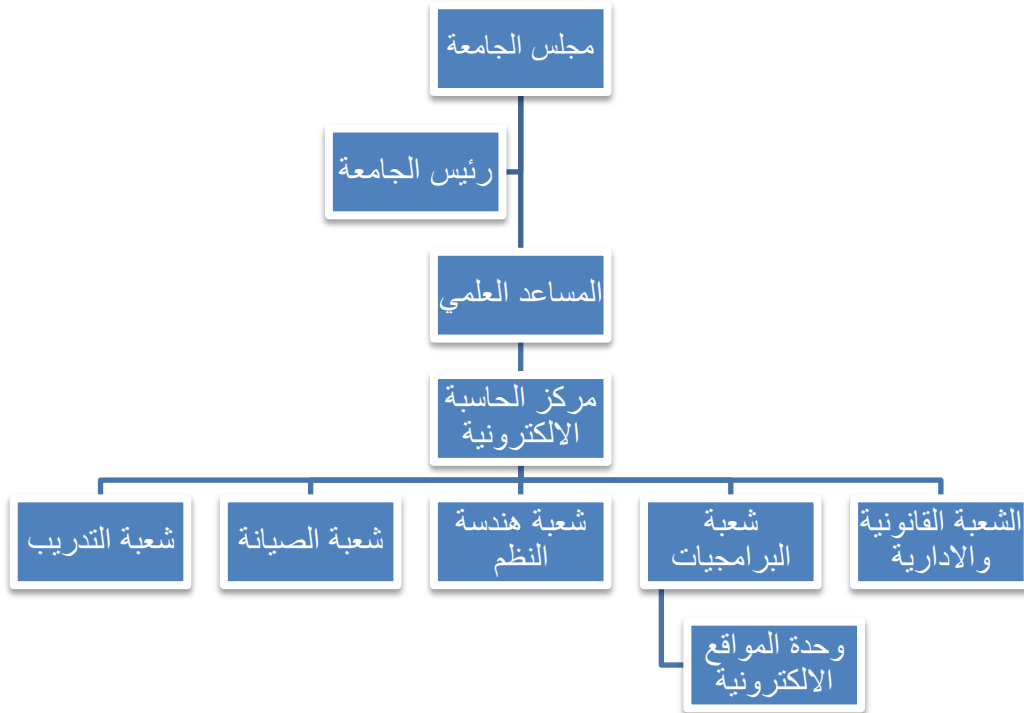 مجلس الجامعة
رئيس الجامعة
المساعد العلمي
مركز الحاسبة
الالكترونية
الشعبة القانونية
والادارية
شعبة
البرامجيات
شعبة هندسة
النظم
شعبة الصيانة
شعبة التدريب
وحدة المواقع
الالكترونية